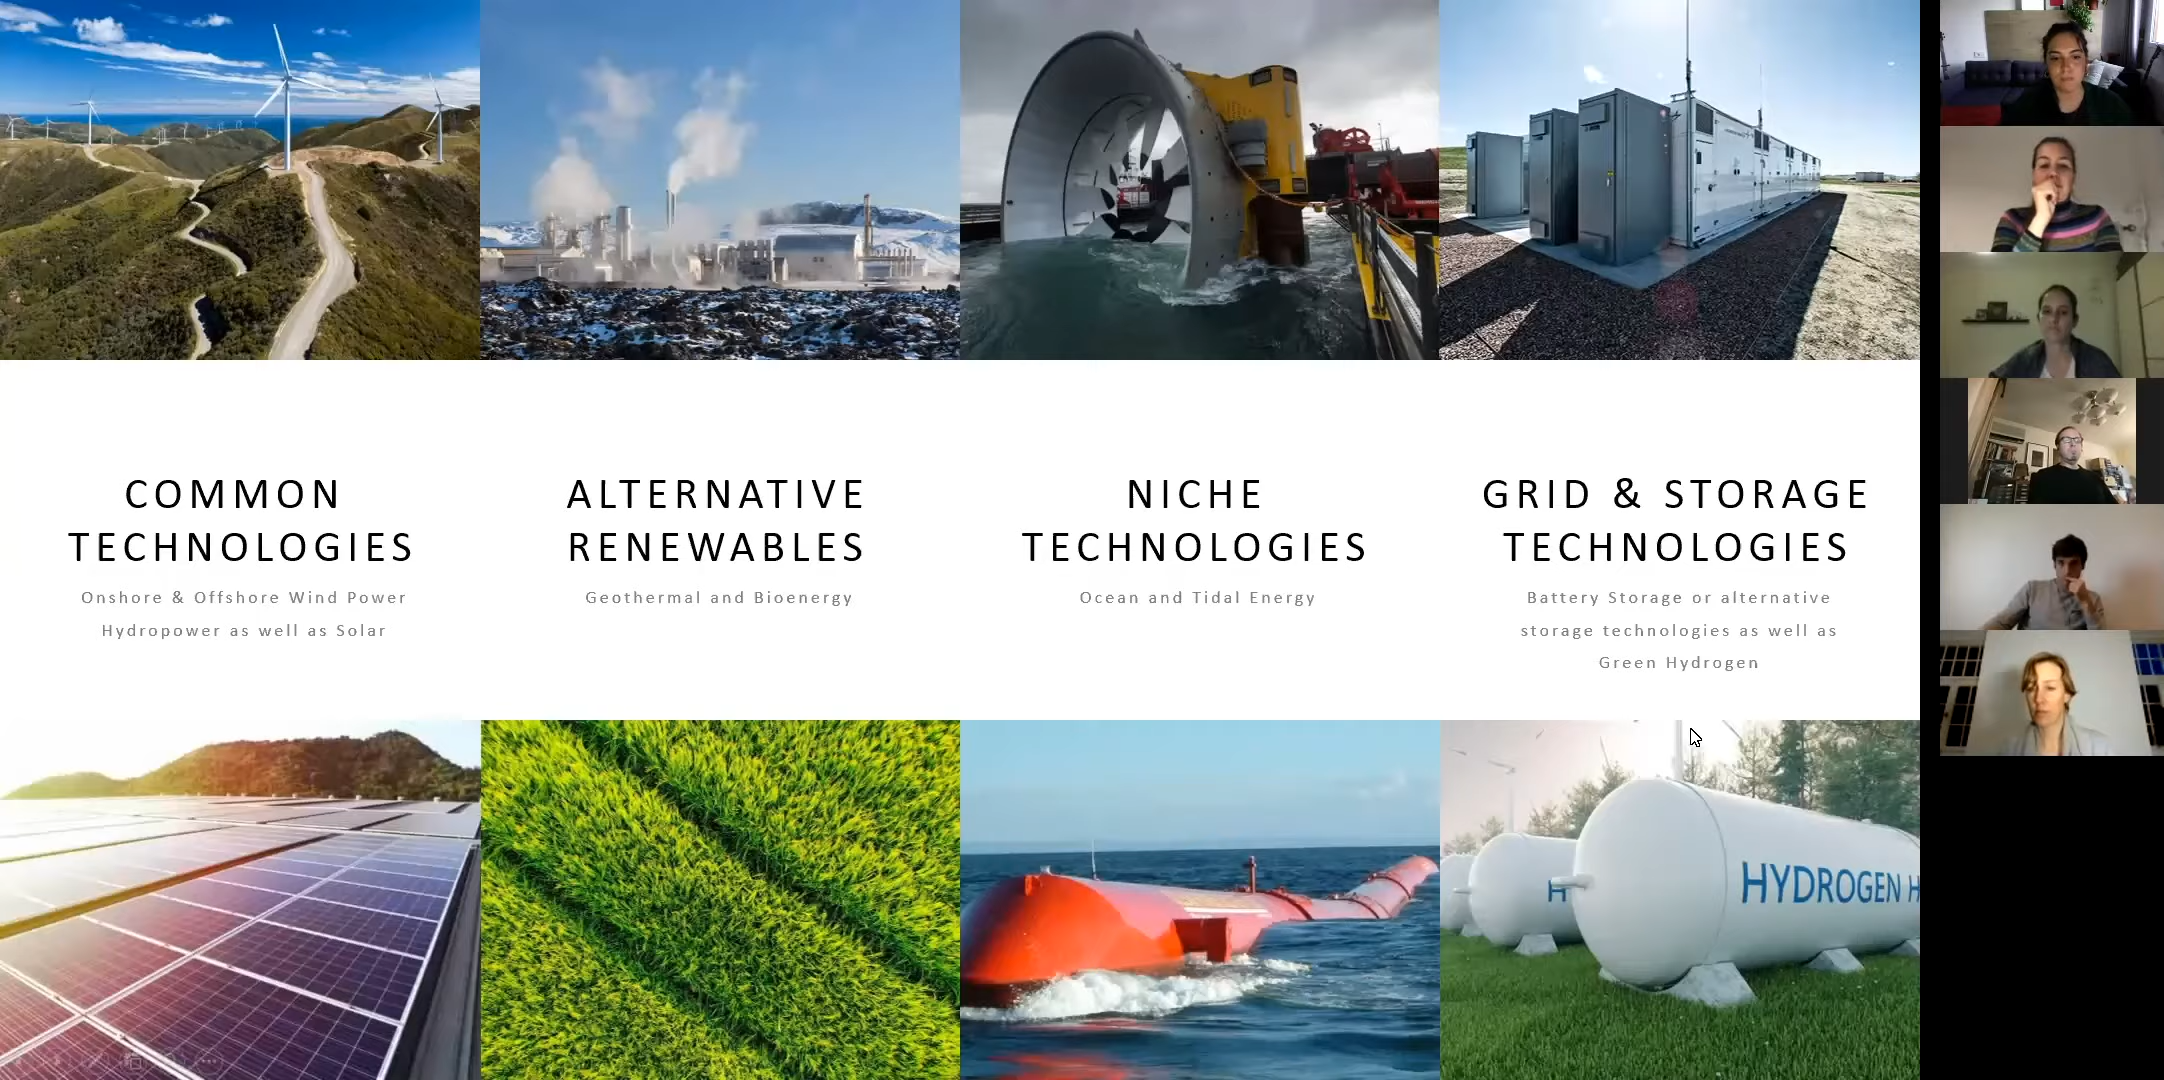 COMMON
TECHNOLOGIES
Onshore & Offshore Wind Power
Hydropower as well as Solar
ALTERNATIVE
RENEWABLES
Geothermal and Bioenergy
NICHE
TECHNOLOGIES
Ocean and Tidal Energy
GRID & STORAGE
TECHNOLOGIES
Battery Storage or alternative
storage technologies as well as
Green Hydrogen
H
HYDROGEN H